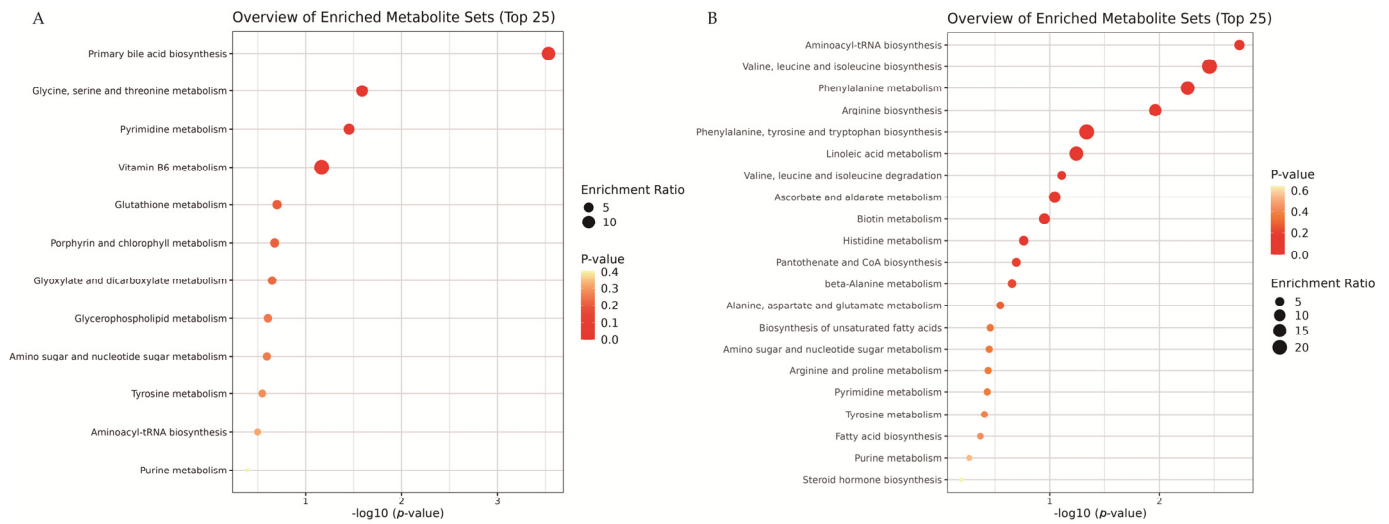 A
Overview of Enriched Metabolite Sets (Top 25)
Primary bile acid biosynthesis
Glycine, serine and threonine metabolism
Pyrimidine metabolism
Vitamin B6 metabolism
Glutathione metabolism
Porphyrin and chlorophyll metabolism
Glyoxylate and dicarboxylate metabolism
Glycerophospholipid metabolism
Amino sugar and nucleotide sugar metabolism
Tyrosine metabolism
Aminoacyl-tRNA biosynthesis
Purine metabolism
1 2 3
-log10 (p-value)
Enrichment Ratio
5
10
P-value
0.4
0.3
0.2
0.1
0.0
B
Overview of Enriched Metabolite Sets (Top 25)
Aminoacyl-tRNA biosynthesis
Valine, leucine and isoleucine biosynthesis
Phenylalanine metabolism
Arginine biosynthesis
Phenylalanine, tyrosine and tryptophan biosynthesis
Linoleic acid metabolism
Valine, leucine and isoleucine degradation
Ascorbate and aldarate metabolism
Biotin metabolism
Histidine metabolism
Pantothenate and CoA biosynthesis
beta-Alanine metabolism
Alanine, aspartate and glutamate metabolism
Biosynthesis of unsaturated fatty acids
Amino sugar and nucleotide sugar metabolism
Arginine and proline metabolism
Pyrimidine metabolism
Tyrosine metabolism
Fatty acid biosynthesis
Purine metabolism
Steroid hormone biosynthesis
1 2
-log10 (p-value)
P-value
0.6
0.4
0.2
0.0
Enrichment Ratio
5
10
15
20